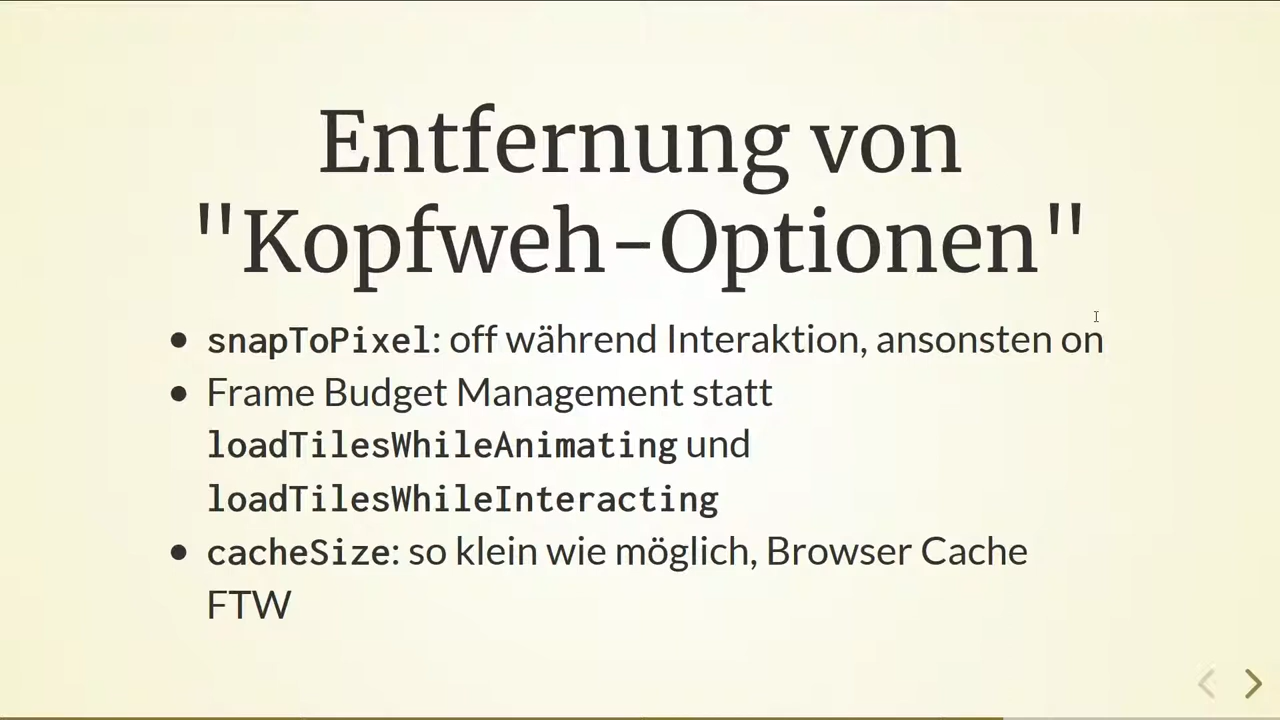 Entfernung von
"Kopfweh-Optionen"
snapToPixel: off während Interaktion, ansonsten on
Frame Budget Management statt
loadTilesWhileAnimating und
loadTilesWhileInteracting
cacheSize: so klein wie möglich, Browser Cache
FTW